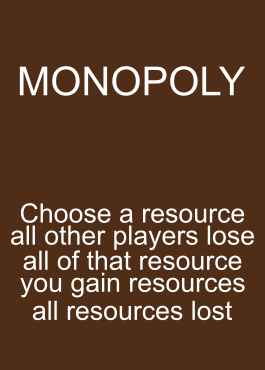 MONOPOLY
Choose a resource
all other players lose
all of that resource
you gain resources
all resources lost